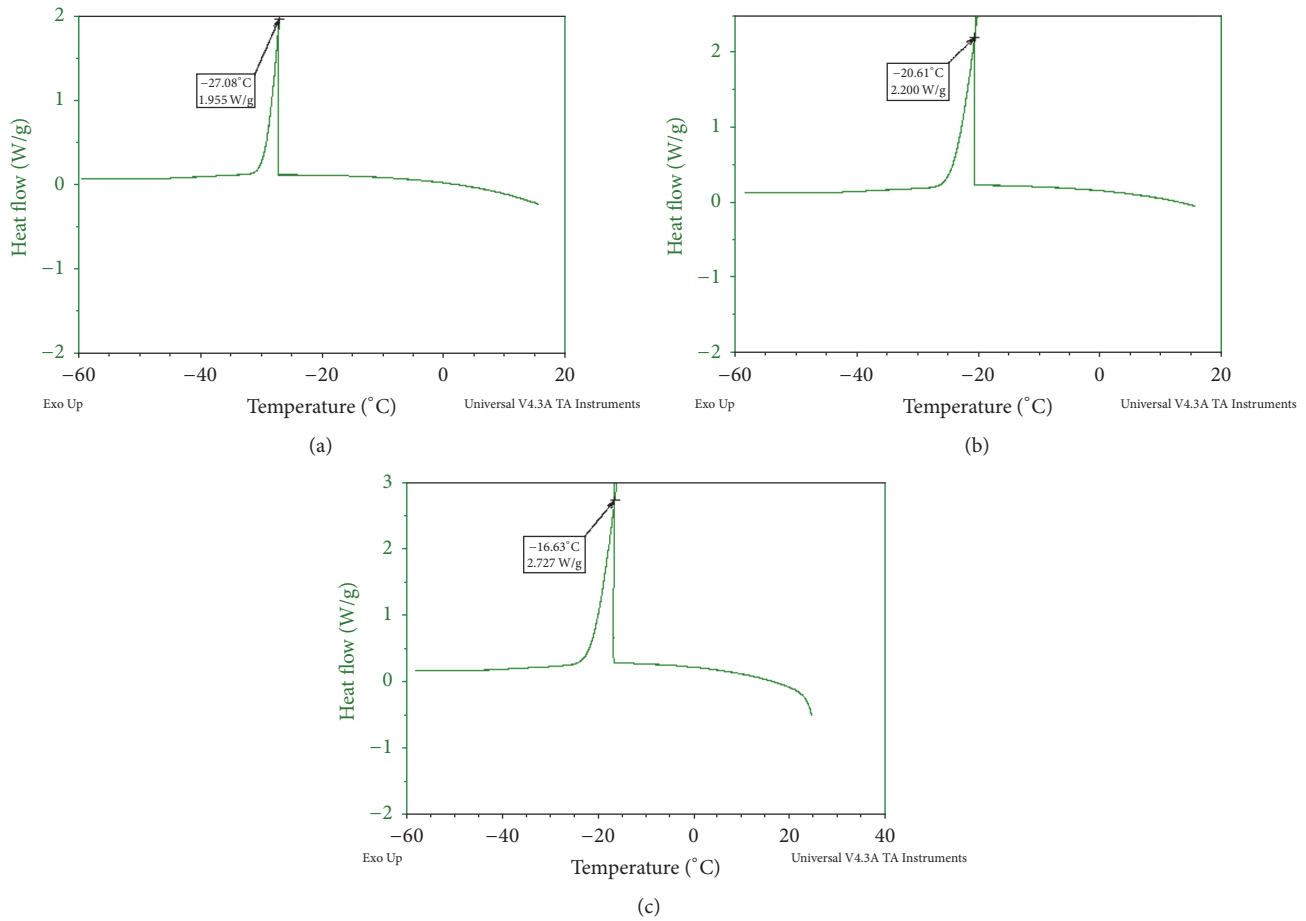 Heat flow (W/g)
2
1
0
−1
−2
−27.08°C
1.955 W/g
−60
−40
−20
0
20
Exo Up
Temperature (°C)
Universal V4.3A TA Instruments
(a)
Heat flow (W/g)
2
1
0
−1
−2
−20.61°C
2.200 W/g
−60
−40
−20
0
20
Exo Up
Temperature (°C)
Universal V4.3A TA Instruments
(b)
Heat flow (W/g)
3
2
1
0
−1
−2
−16.63°C
2.727 W/g
−60
−40
−20
0
20
40
Exo Up
Temperature (°C)
Universal V4.3A TA Instruments
(c)